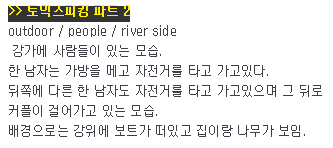 >> 토익스피킹 파트 2
outdoor / people / river side
강가에 사람들이 있는 모습.
한 남자는 가방을 메고 자전거를 타고 가고있다.
뒤쪽에 다른 한 남자도 자전거를 타고 가고있으며 그 뒤로
커플이 걸어가고 있는 모습.
배경으로는 강위에 보트가 떠있고 집이랑 나무가 보임.